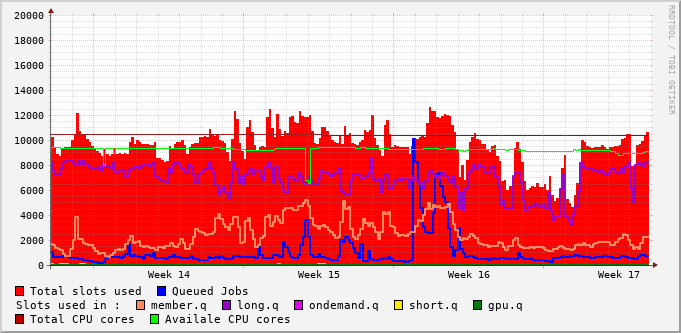 20000
18000
16000
14000
12000
10000
8000
6000
4000
2000
0
Week 14 Week 15 Week 16 Week 17
Total slots used Queued Jobs
Slots used in : member.q long.q ondemand.q short.q gpu.q
Total CPU cores Availale CPU cores
RRDTOOL / TOBI OETIKER